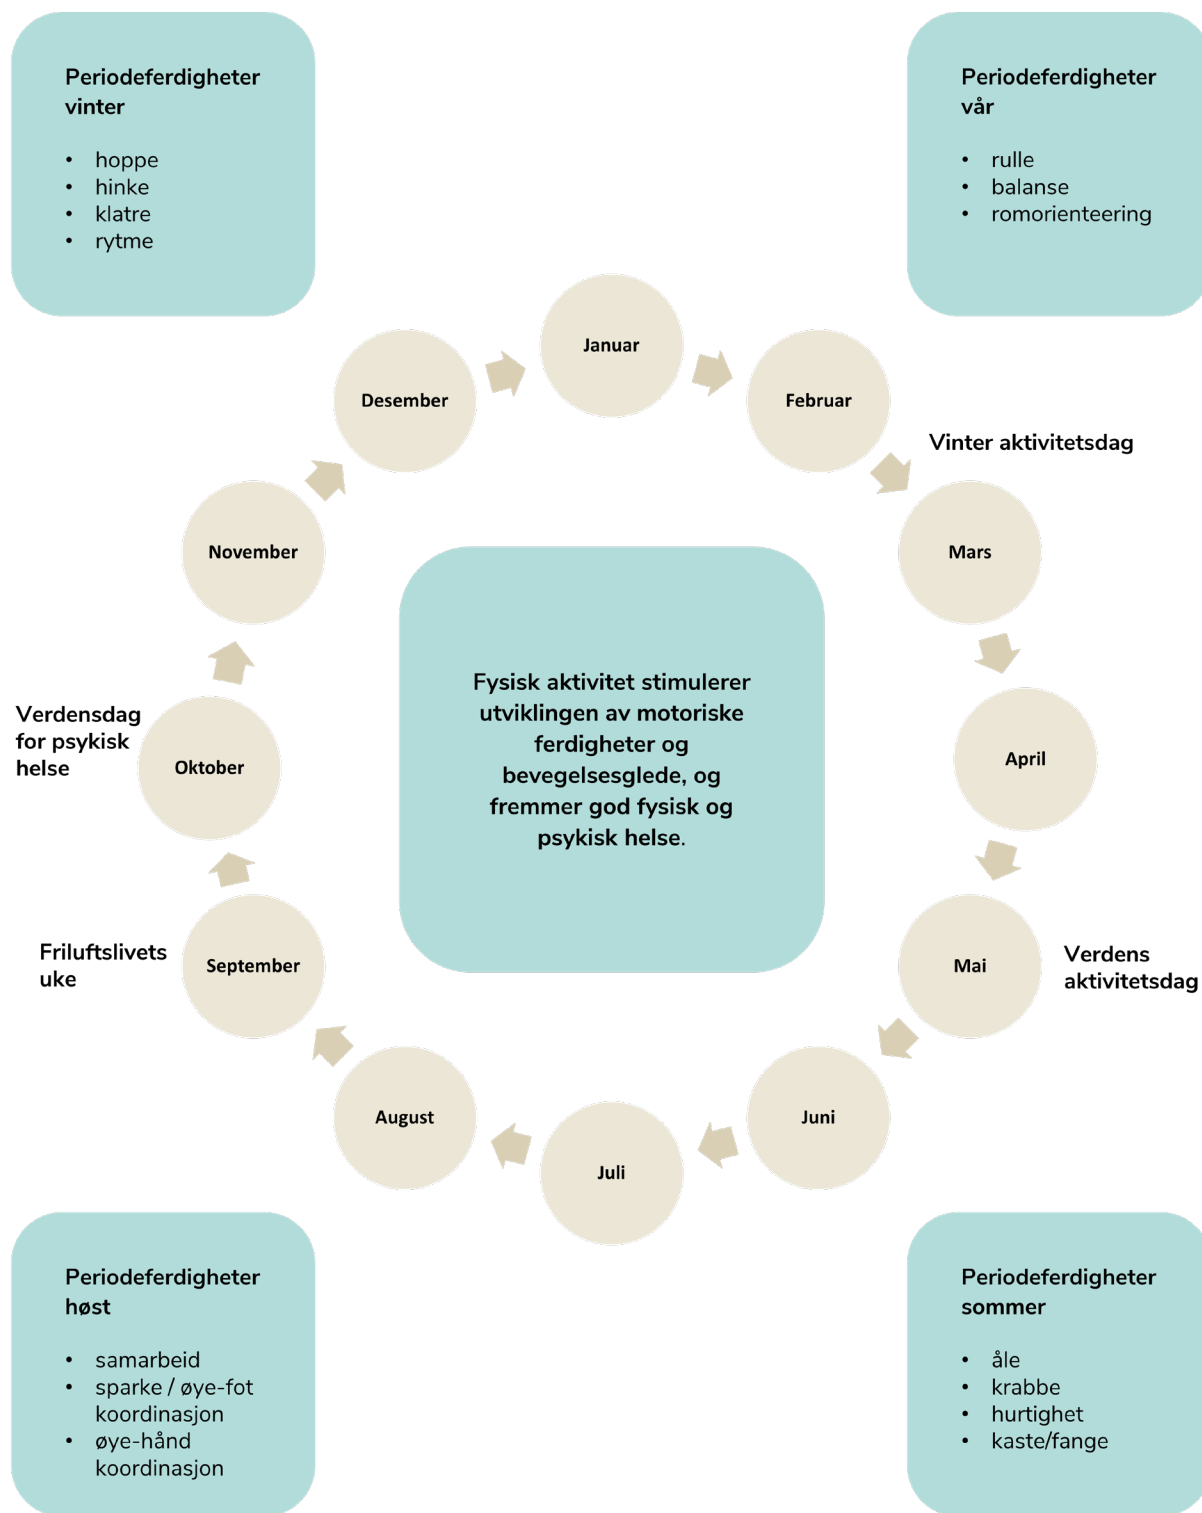 Periodeferdigheter
vinter
• hoppe
• hinke
• klatre
• rytme
Periodeferdigheter
vår
• rulle
• balanse
• romorienteering
Januar
Februar
Vinter aktivitetsdag
Mars
April
Mai
Verdens
aktivitetsdag
Juni
Juli
August
September
Friluftslivets
uke
Oktober
Verdensdag
for psykisk
helse
November
Desember
Fysisk aktivitet stimulerer
utviklingen av motoriske
ferdigheter og
bevegelsesglede, og
fremmer god fysisk og
psykisk helse.
Periodeferdigheter
høst
• samarbeid
• sparke / øye-fot
koordinasjon
• øye-hånd
koordinasjon
Periodeferdigheter
sommer
• åle
• krabbe
• hurtighet
• kaste/fange